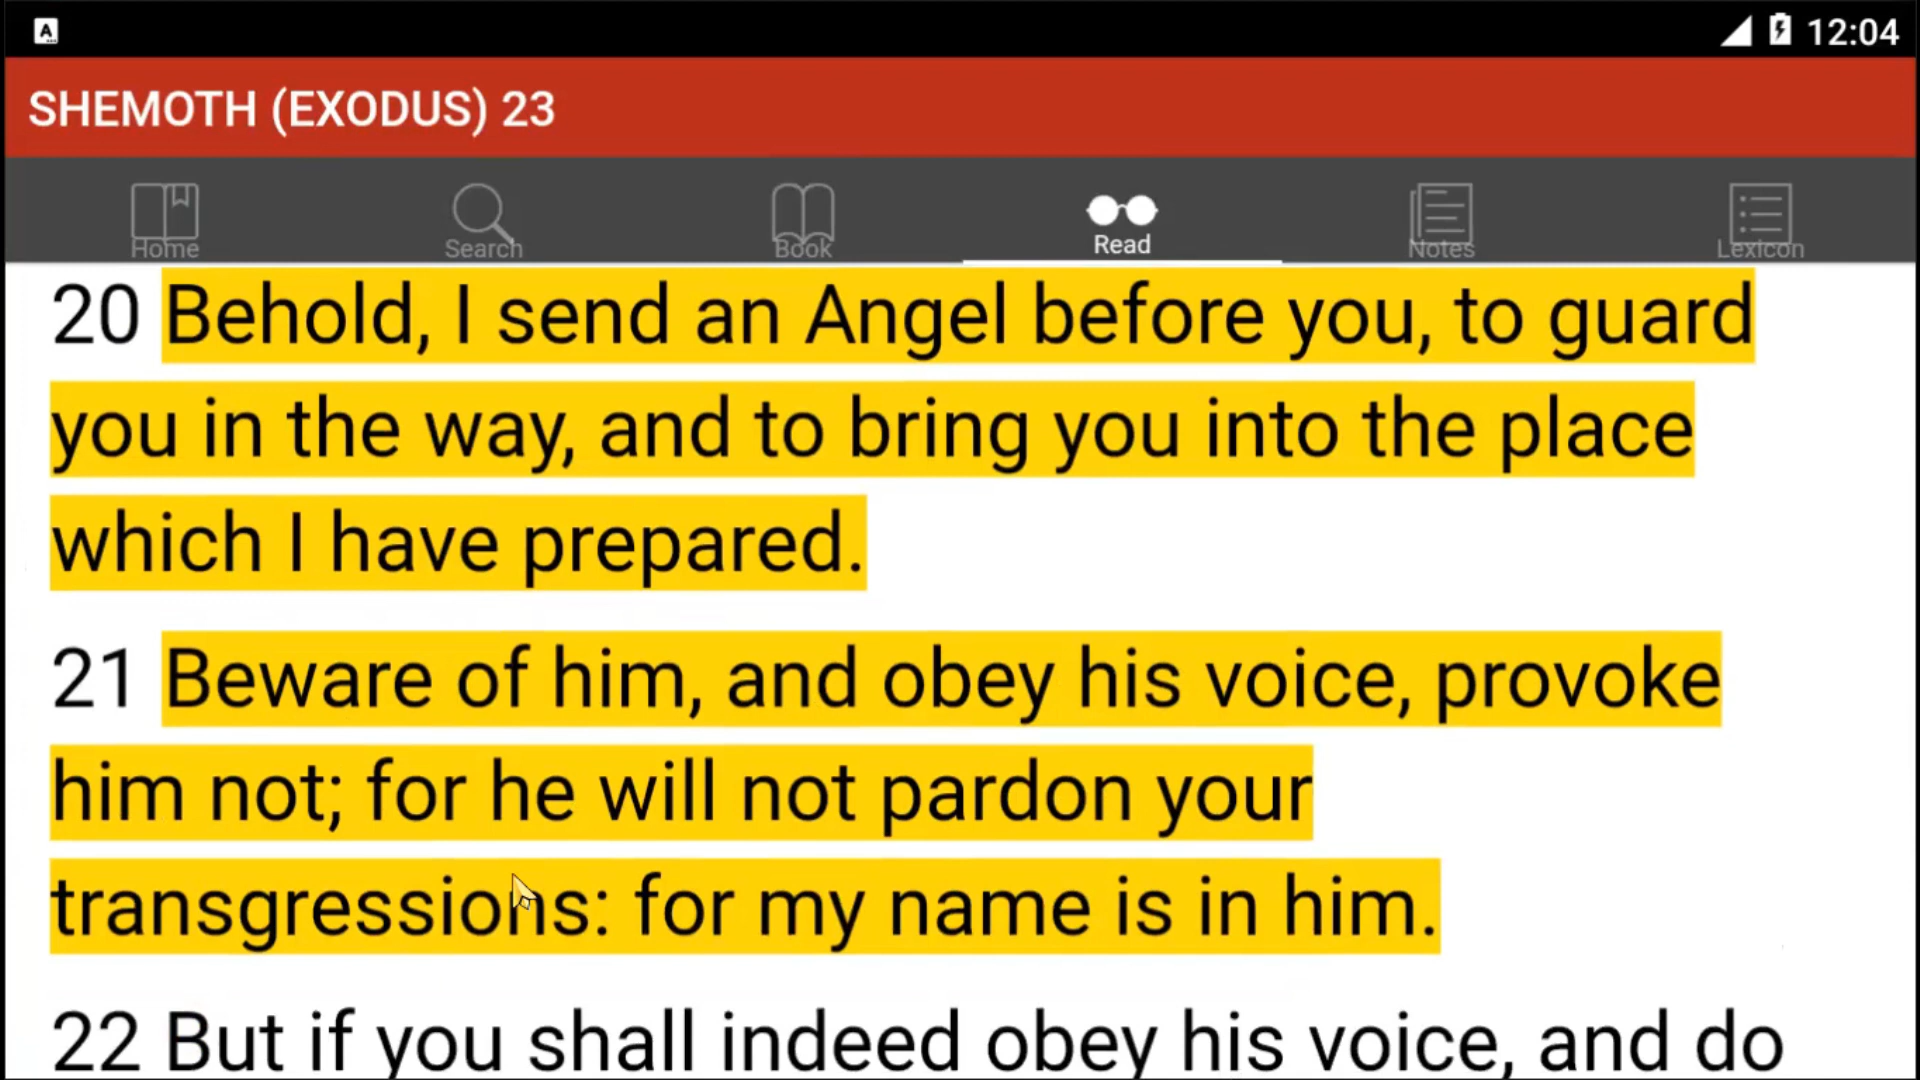 A
12:04
SHEMOTH (EXODUS) 23
Home Search Book Read Notes Lexicon
20 Behold, I send an Angel before you, to guard
you in the way, and to bring you into the place
which I have prepared.
21 Beware of him, and obey his voice, provoke
him not; for he will not pardon your
transgressions: for my name is in him.
22 But if you shall indeed obey his voice, and do